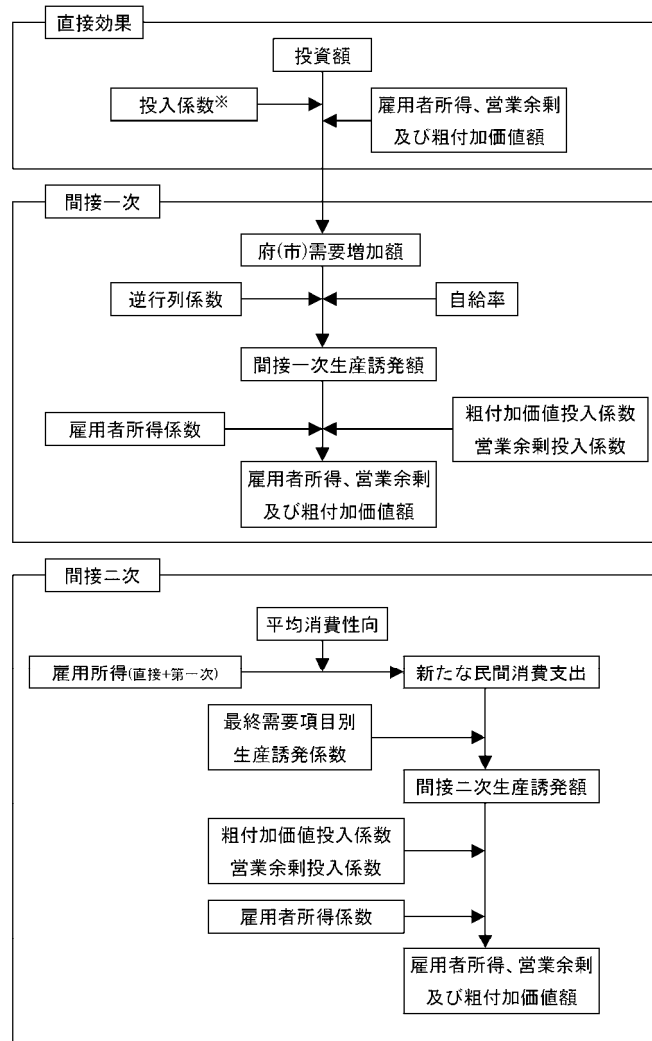 直接効果
投資額
投入係数※
雇用者所得、営業余剰
及び粗付加価値額
間接一次
府(市)需要増加額
逆行列係数
自給率
間接一次生産誘発額
雇用者所得係数
粗付加価値投入係数
営業余剰投入係数
雇用者所得、営業余剰
及び粗付加価値額
間接二次
平均消費性向
雇用所得(直接+第一次)
新たな民間消費支出
最終需要項目別
生産誘発係数
間接二次生産誘発額
粗付加価値投入係数
営業余剰投入係数
雇用者所得係数
雇用者所得、営業余剰
及び粗付加価値額